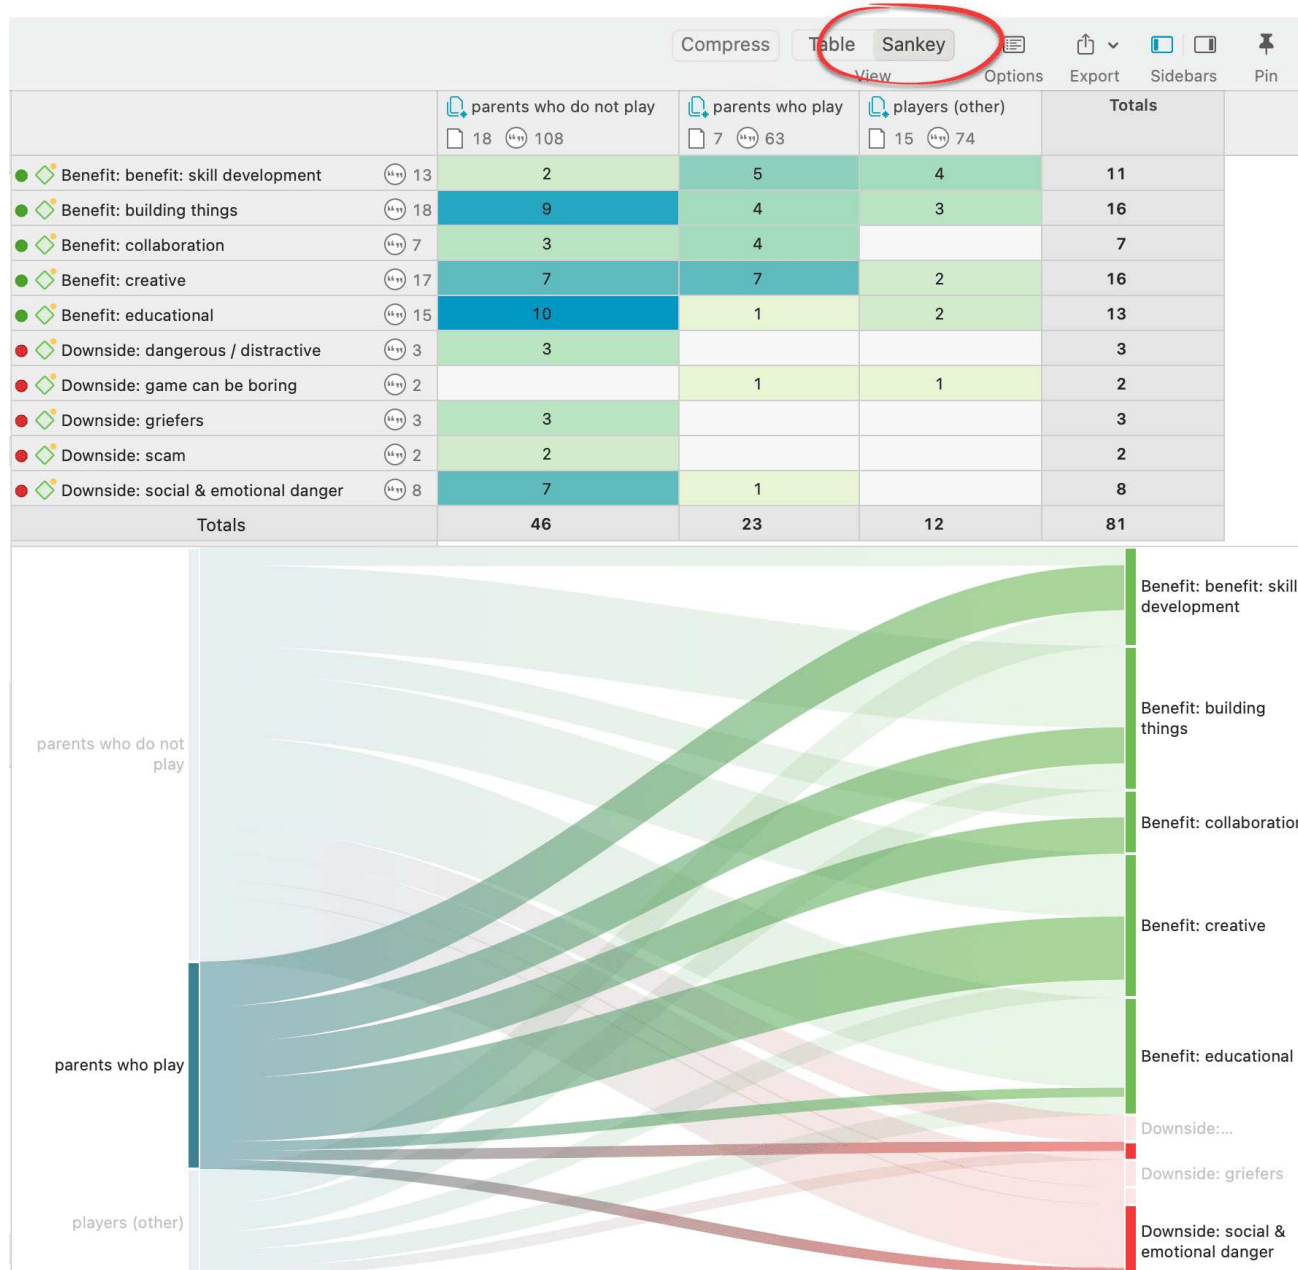 Compress Table Sankey
View Options Export Sidebars Pin
parents who do not play parents who play players (other) Totals
18 108 7 63 15 74
Benefit: benefit: skill development 13 2 5 4 11
Benefit: building things 18 9 4 3 16
Benefit: collaboration 7 3 4 7
Benefit: creative 17 7 7 2 16
Benefit: educational 15 10 1 2 13
Downside: dangerous / distractive 3 3 3
Downside: game can be boring 2 1 1 2
Downside: griefers 3 3 3
Downside: scam 2 2 2
Downside: social & emotional danger 8 7 1 8
Totals 46 23 12 81
Benefit: benefit: skill
development
Benefit: building
things
parents who do not
play
Benefit: collaboration
Benefit: creative
Benefit: educational
parents who play
Downside:...
Downside: griefers
players (other)
Downside: social &
emotional danger